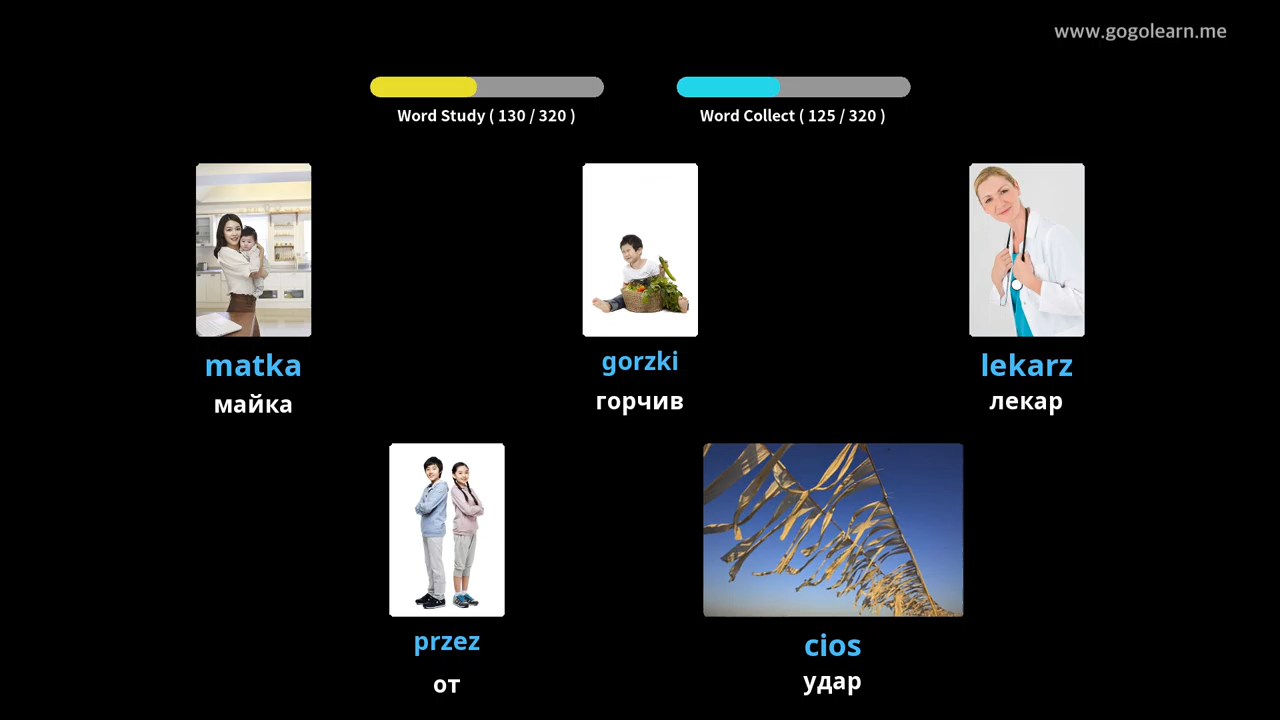 www.gogolearn.me
Word Study ( 130 / 320 )
Word Collect ( 125 / 320 )
matka
майка
gorzki
горчив
lekarz
лекар
przez
от
cios
удар